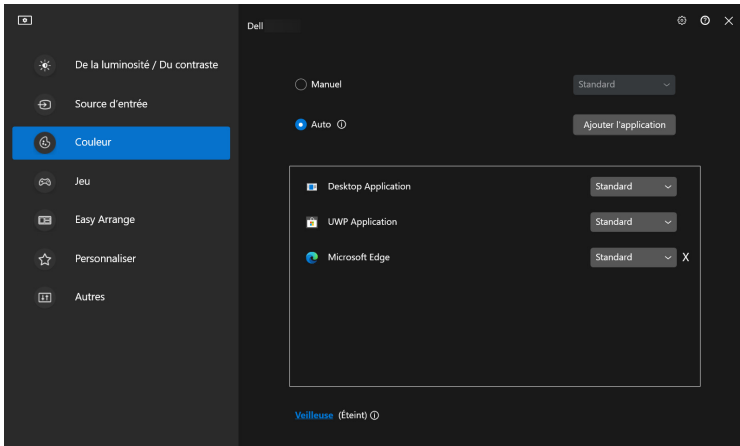 Dell
De la luminosité / Du contraste
Source d'entrée
Couleur
Jeu
Easy Arrange
Personnaliser
Autres
Manuel
Standard
Auto
Ajouter l'application
Desktop Application
Standard
UWP Application
Standard
Microsoft Edge
Standard
X
Veilleuse (Éteint)